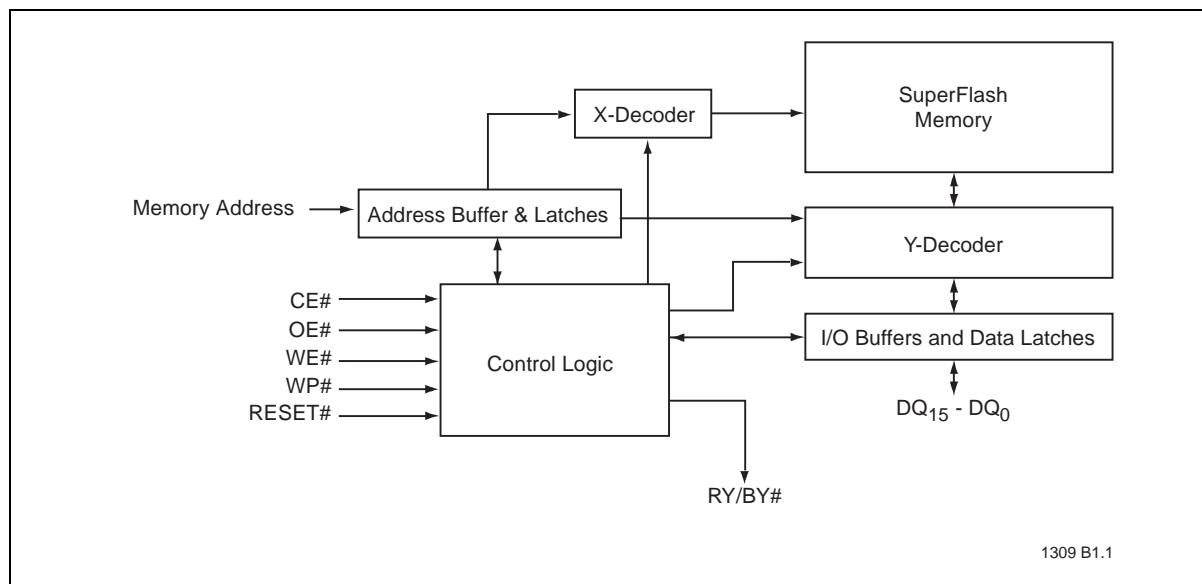 SuperFlash
Memory
X-Decoder
Memory Address
Address Buffer & Latches
Y-Decoder
CE#
OE#
WE#
WP#
RESET#
Control Logic
I/O Buffers and Data Latches
DQ15 - DQ0
RY/BY#
1309 B1.1